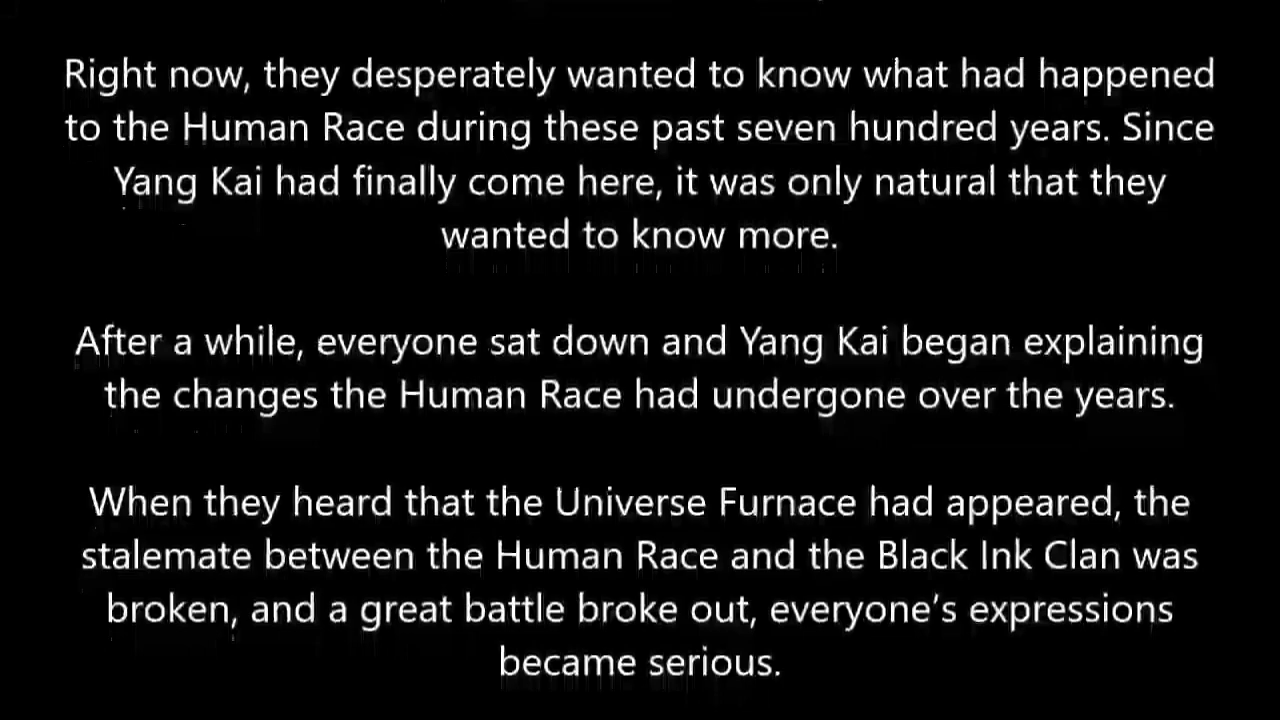 Right now, they desperately wanted to know what had happened
to the Human Race during these past seven hundred years. Since
Yang Kai had finally come here, it was only natural that they
wanted to know more.
After a while, everyone sat down and Yang Kai began explaining
the changes the Human Race had undergone over the years.
When they heard that the Universe Furnace had appeared, the
stalemate between the Human Race and the Black Ink Clan was
broken, and a great battle broke out, everyone’s expressions
became serious.